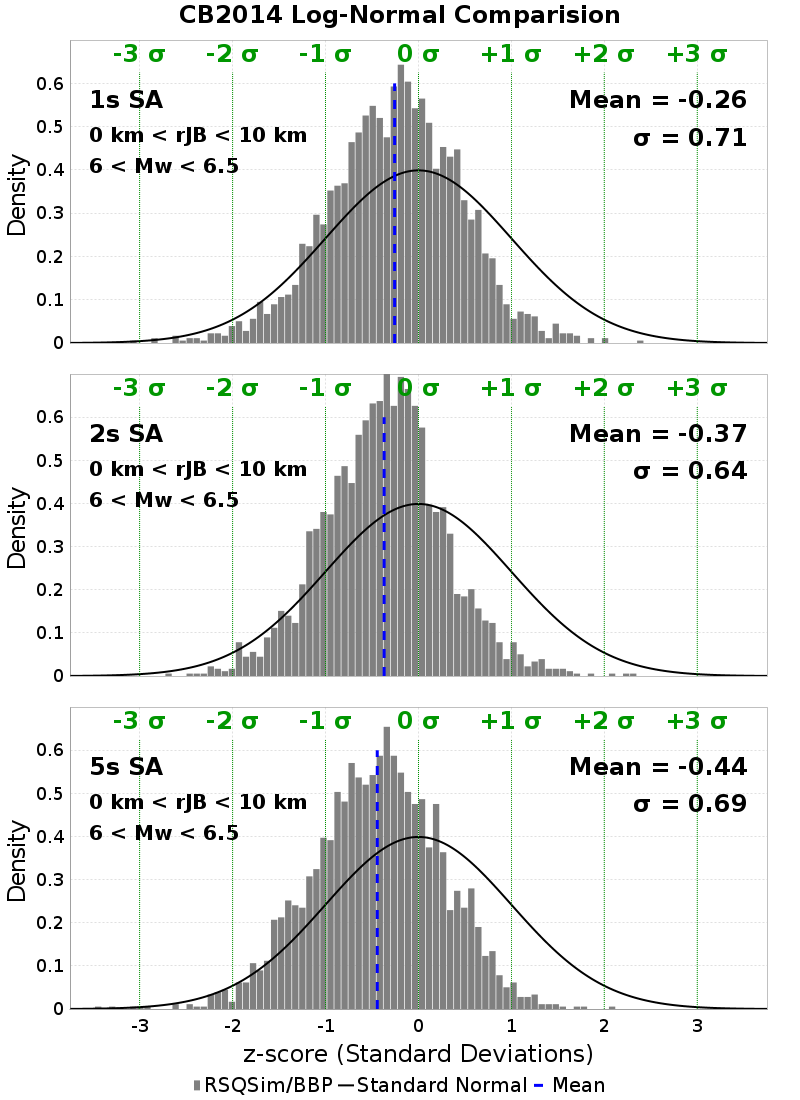 CB2014 Log-Normal Comparision
-3 σ -2 σ -1 σ 0 σ +1 σ +2 σ +3 σ
1s SA
0 km < rJB < 10 km
6 < Mw < 6.5
Mean = -0.26
σ = 0.71
Density
0.6
0.5
0.4
0.3
0.2
0.1
0
-3 σ -2 σ -1 σ 0 σ +1 σ +2 σ +3 σ
2s SA
0 km < rJB < 10 km
6 < Mw < 6.5
Mean = -0.37
σ = 0.64
Density
0.6
0.5
0.4
0.3
0.2
0.1
0
-3 σ -2 σ -1 σ 0 σ +1 σ +2 σ +3 σ
5s SA
0 km < rJB < 10 km
6 < Mw < 6.5
Mean = -0.44
σ = 0.69
Density
0.6
0.5
0.4
0.3
0.2
0.1
0
-3 -2 -1 0 1 2 3
z-score (Standard Deviations)
RSQSim/BBP Standard Normal Mean